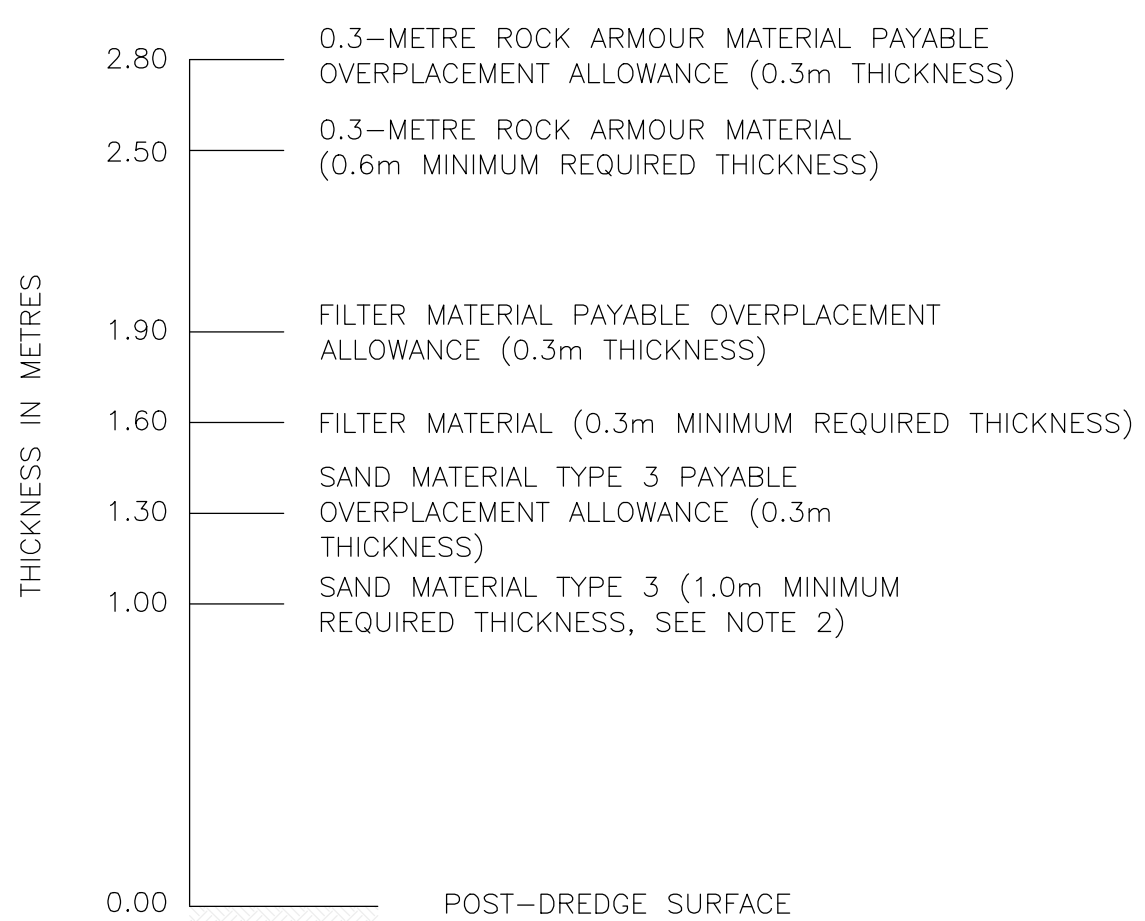 THICKNESS IN METRES
2.80
0.3-METRE ROCK ARMOUR MATERIAL PAYABLE
OVERPLACEMENT ALLOWANCE (0.3m THICKNESS)
2.50
0.3-METRE ROCK ARMOUR MATERIAL
(0.6m MINIMUM REQUIRED THICKNESS)
1.90
FILTER MATERIAL PAYABLE OVERPLACEMENT
ALLOWANCE (0.3m THICKNESS)
1.60
FILTER MATERIAL (0.3m MINIMUM REQUIRED THICKNESS)
1.30
SAND MATERIAL TYPE 3 PAYABLE
OVERPLACEMENT ALLOWANCE (0.3m
THICKNESS)
1.00
SAND MATERIAL TYPE 3 (1.0m MINIMUM
REQUIRED THICKNESS, SEE NOTE 2)
0.00
POST-DREDGE SURFACE